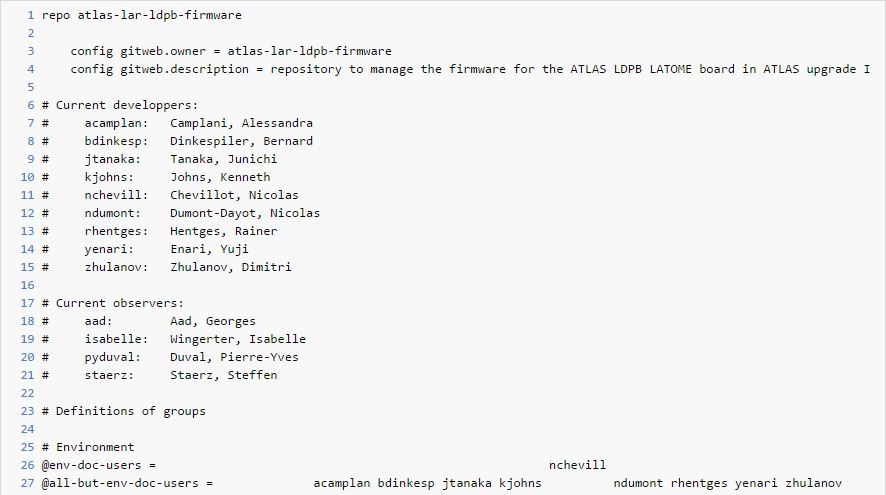 1 repo atlas-lar-ldpb-firmware
2
3 config gitweb.owner = atlas-lar-ldpb-firmware
4 config gitweb.description = repository to manage the firmware for the ATLAS LDPB LATOME board in ATLAS upgrade I
5
6 # Current developpers:
7 # acamplan: Camplani, Alessandra
8 # bdinkesp: Dinkespiler, Bernard
9 # jtanaka: Tanaka, Junichi
10 # kjohns: Johns, Kenneth
11 # nchevill: Chevillot, Nicolas
12 # ndumont: Dumont-Dayot, Nicolas
13 # rhentges: Hentges, Rainer
14 # yenari: Enari, Yuji
15 # zhulanov: Zhulanov, Dimitri
16
17 # Current observers:
18 # aad: Aad, Georges
19 # isabelle: Wingerter, Isabelle
20 # pyduval: Duval, Pierre-Yves
21 # staerz: Staerz, Steffen
22
23 # Definitions of groups
24
25 # Environment
26 @env-doc-users = nchevill
27 @all-but-env-doc-users = acamplan bdinkesp jtanaka kjohns ndumont rhentges yenari zhulanov